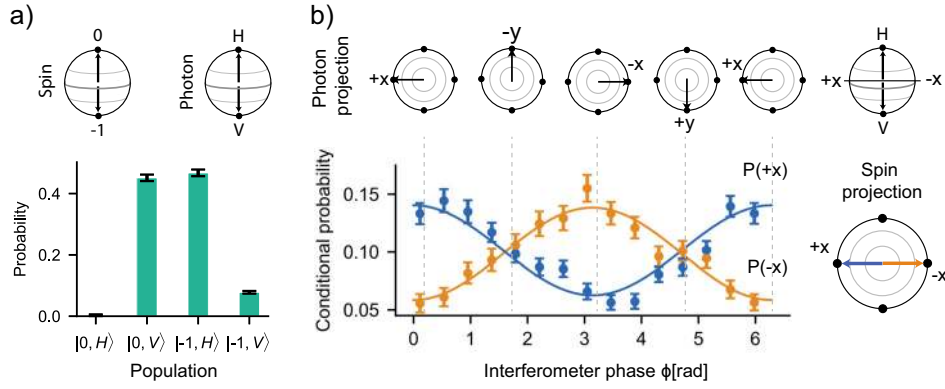 a)
0
Spin
-1
H
Photon
V
Probability
0.4
0.2
0.0
|0, H⟩ |0, V⟩ |-1, H⟩ |-1, V⟩
Population
b)
Photon
projection
+x
-y
-x
+y
+x
H
+x -x
V
Conditional probability
0.15
0.10
0.05
P(+x)
P(-x)
0 1 2 3 4 5 6
Interferometer phase ϕ[rad]
Spin
projection
+x
-x